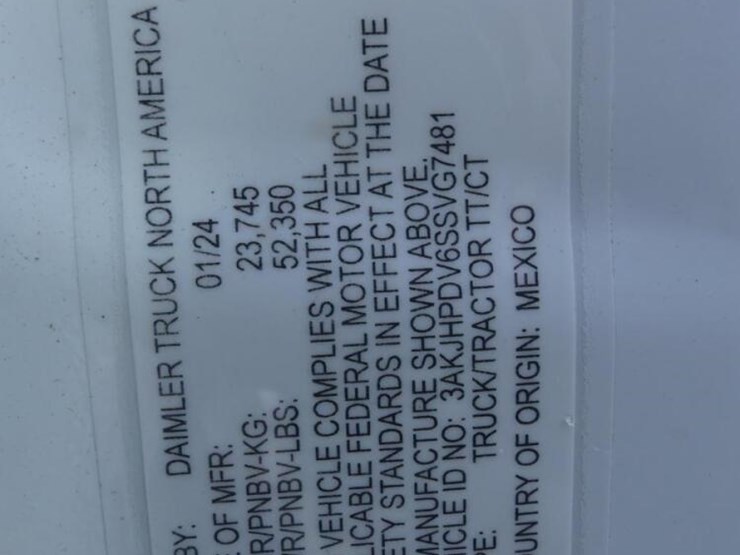 BY: DAIMLER TRUCK NORTH AMERICA
OF MFR: 01/24
R/PNBV-KG: 23,745
R/PNBV-LBS: 52,350
VEHICLE COMPLIES WITH ALL
LICABLE FEDERAL MOTOR VEHICLE
ETY STANDARDS IN EFFECT AT THE DATE
MANUFACTURE SHOWN ABOVE.
ICLE ID NO: 3AKJHPDV6SSVG7481
PE: TRUCK/TRACTOR TT/CT
UNTRY OF ORIGIN: MEXICO